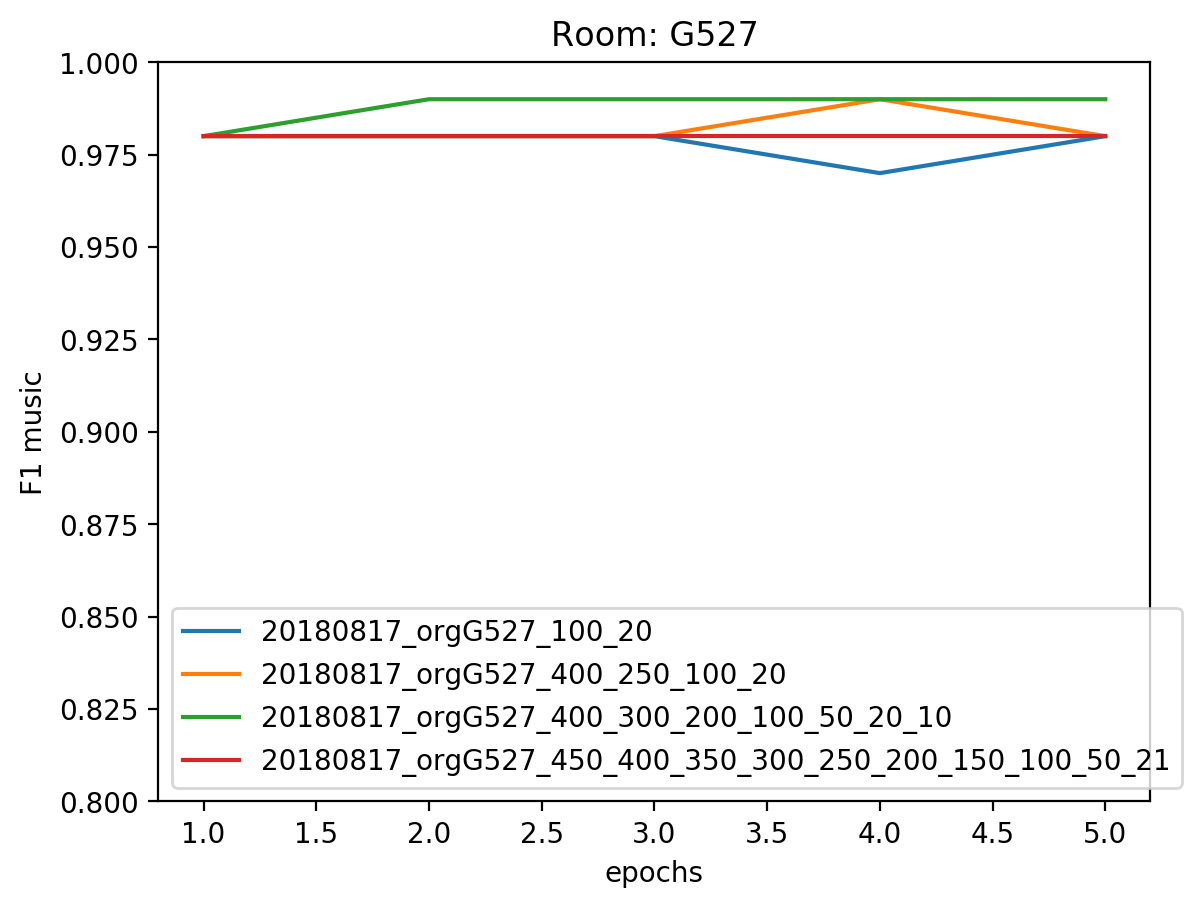 Room: G527
1.000
0.975
0.950
0.925
0.900
0.875
0.850
0.825
0.800
F1 music
20180817_orgG527_100_20
20180817_orgG527_400_250_100_20
20180817_orgG527_400_300_200_100_50_20_10
20180817_orgG527_450_400_350_300_250_200_150_100_50_21
1.0 1.5 2.0 2.5 3.0 3.5 4.0 4.5 5.0
epochs